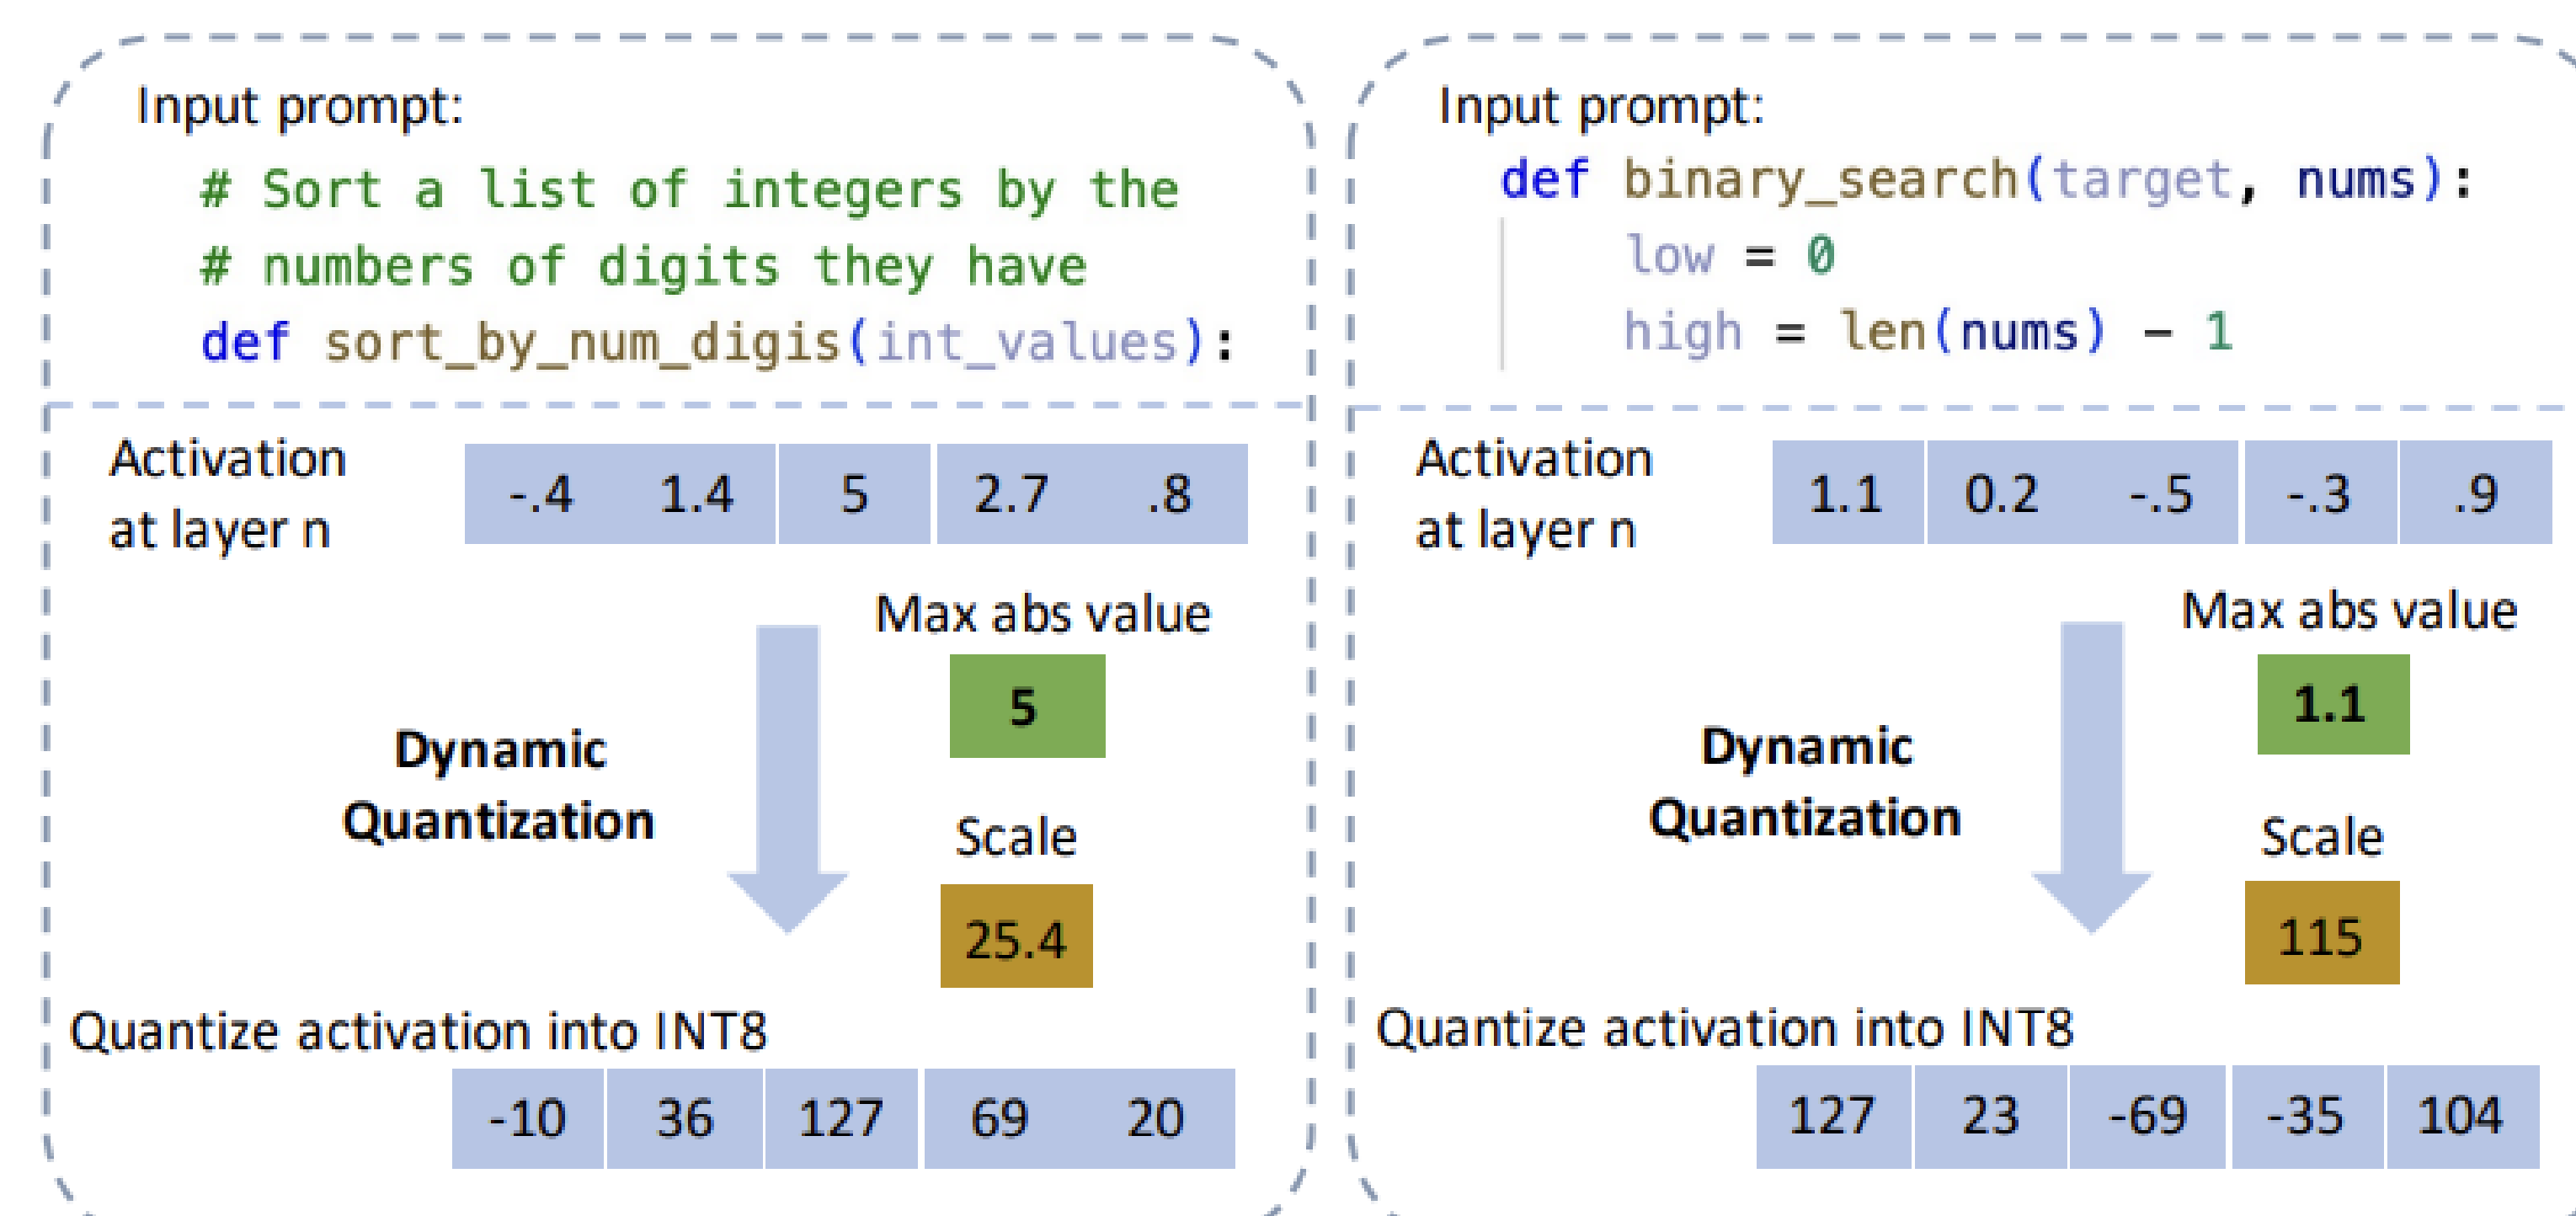 Input prompt:
# Sort a list of integers by the
# numbers of digits they have
def sort_by_num_digis(int_values):
Activation
at layer n
-.4 1.4 5 2.7 .8
Max abs value
5
Dynamic
Quantization
Scale
25.4
Quantize activation into INT8
-10 36 127 69 20
Input prompt:
def binary_search(target, nums):
low = 0
high = len(nums) - 1
Activation
at layer n
1.1 0.2 -.5 -.3 .9
Max abs value
1.1
Dynamic
Quantization
Scale
115
Quantize activation into INT8
127 23 -69 -35 104